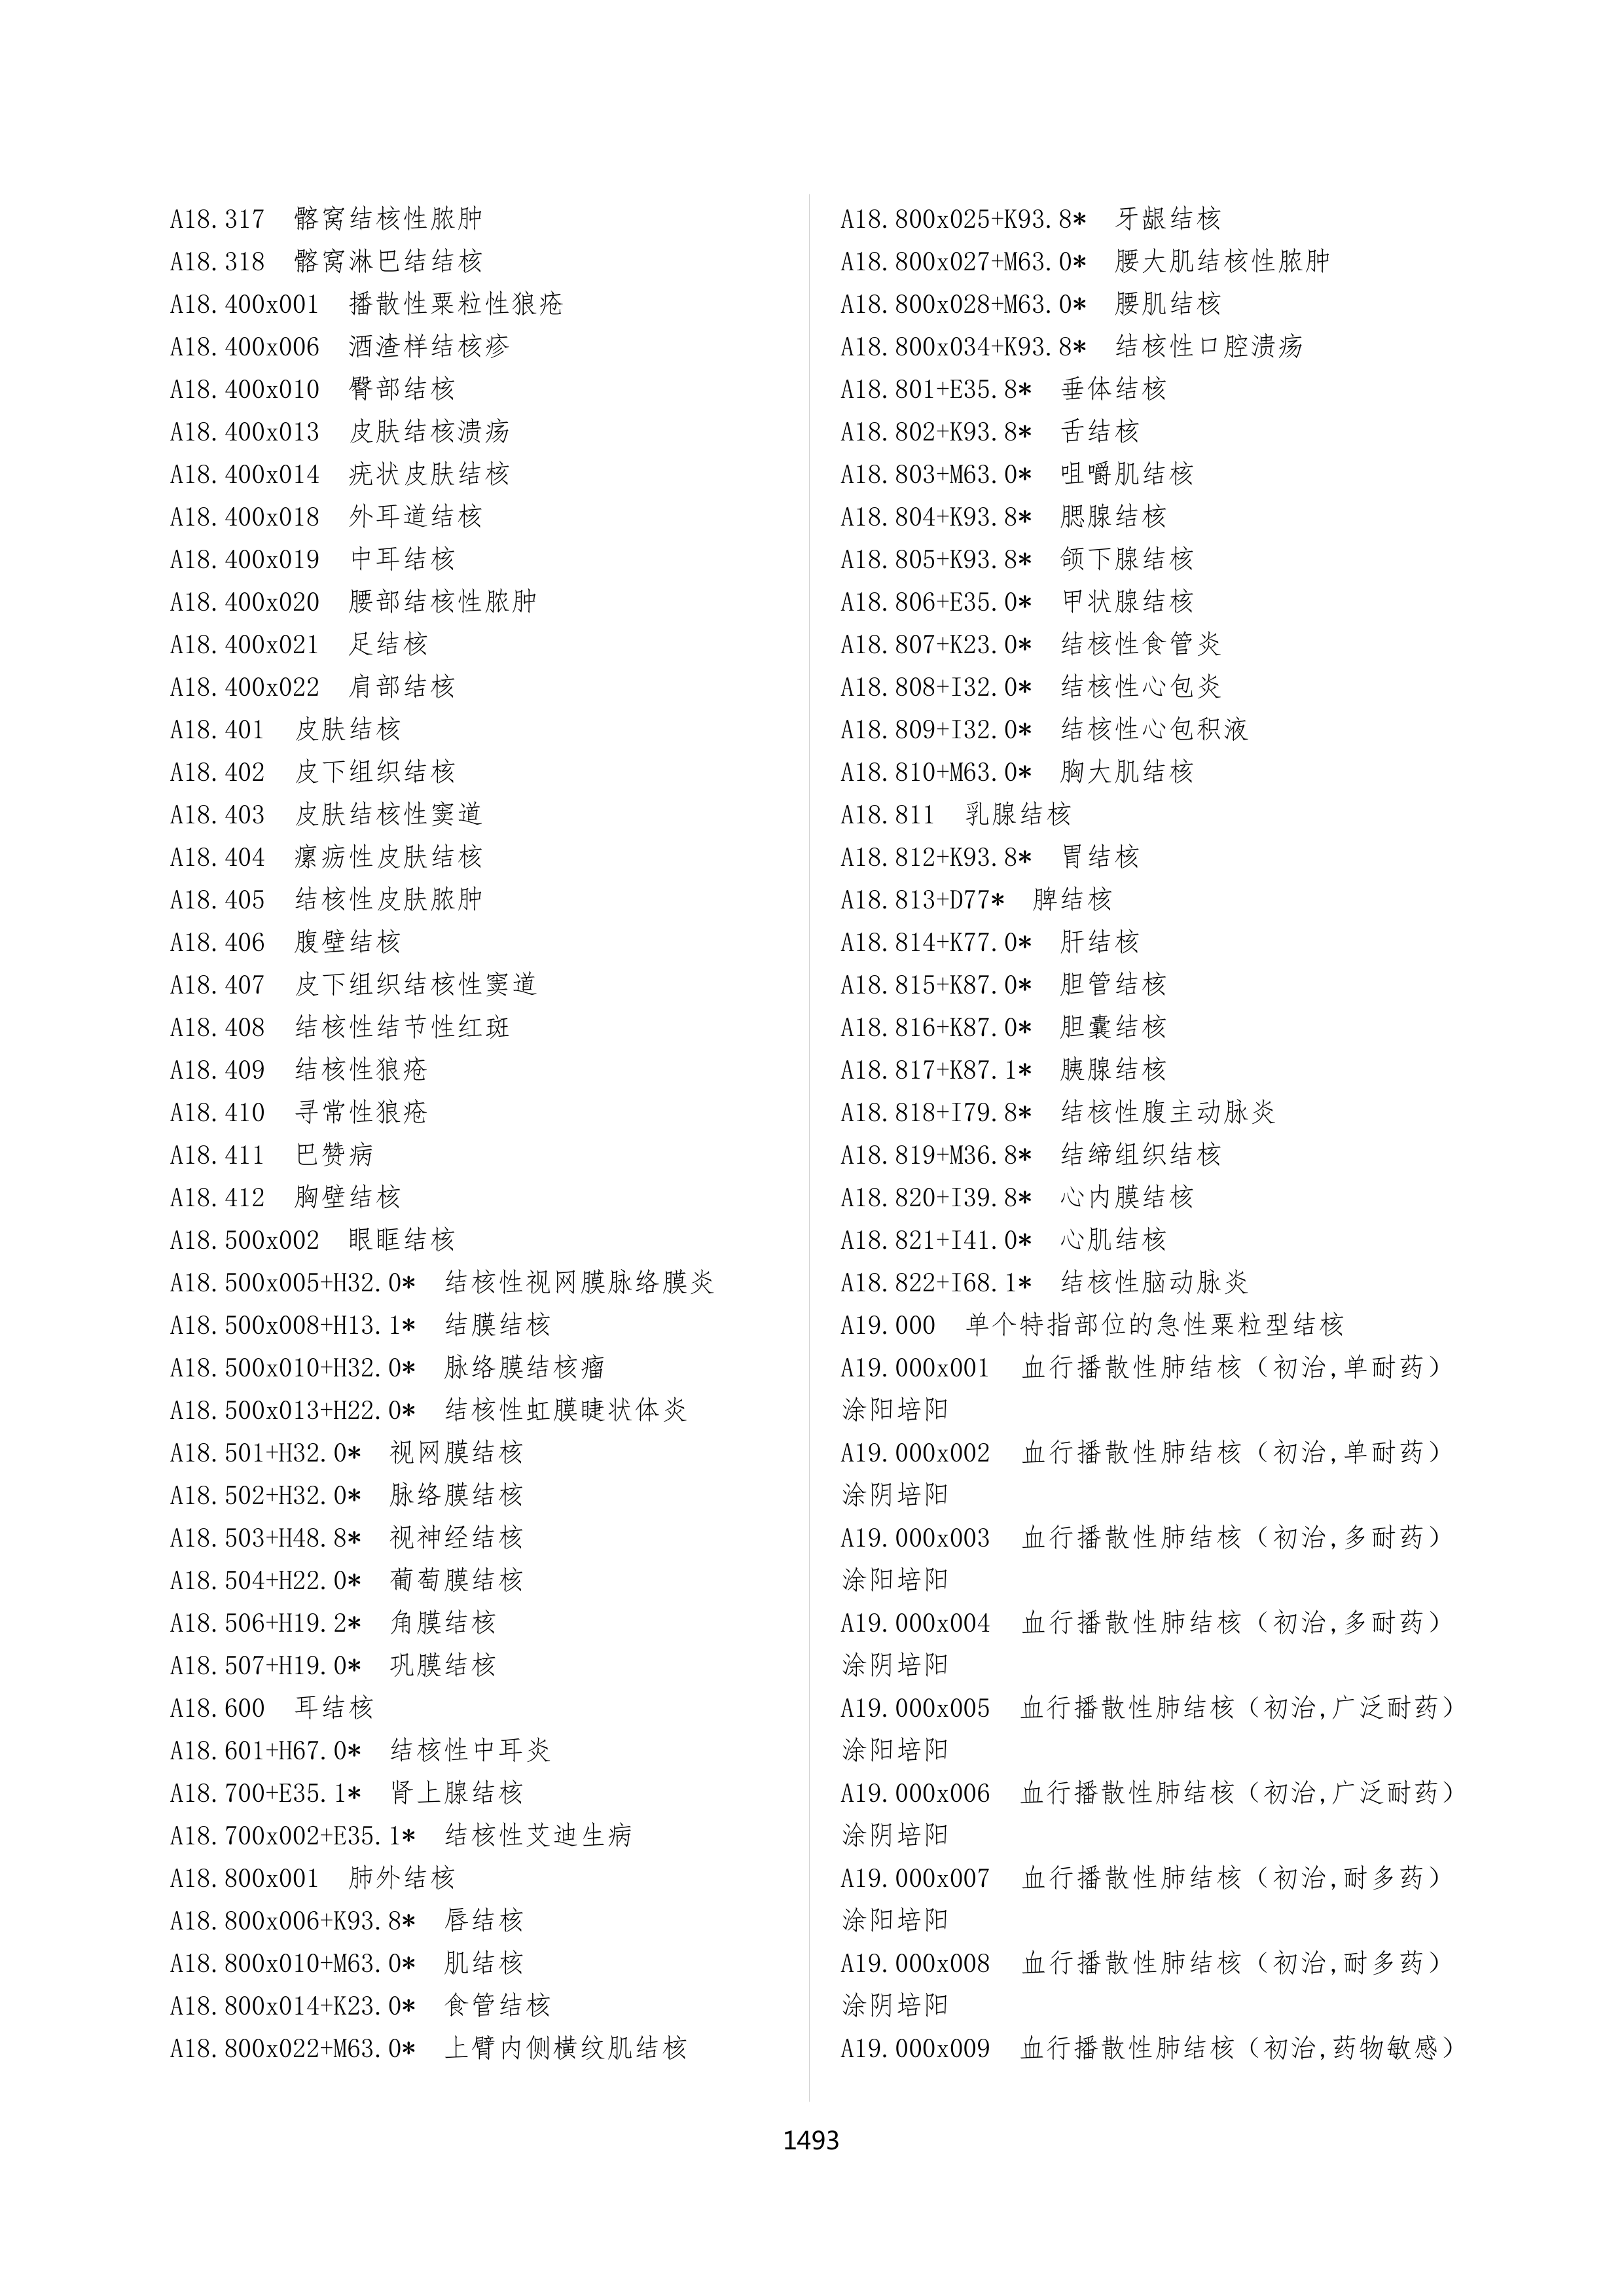 A18.317 髂窝结核性脓肿
A18.318 髂窝淋巴结结核
A18.400x001 播散性粟粒性狼疮
A18.400x006 酒渣样结核疹
A18.400x010 臀部结核
A18.400x013 皮肤结核溃疡
A18.400x014 疣状皮肤结核
A18.400x018 外耳道结核
A18.400x019 中耳结核
A18.400x020 腰部结核性脓肿
A18.400x021 足结核
A18.400x022 肩部结核
A18.401 皮肤结核
A18.402 皮下组织结核
A18.403 皮肤结核性窦道
A18.404 瘰疬性皮肤结核
A18.405 结核性皮肤脓肿
A18.406 腹壁结核
A18.407 皮下组织结核性窦道
A18.408 结核性结节性红斑
A18.409 结核性狼疮
A18.410 寻常性狼疮
A18.411 巴赞病
A18.412 胸壁结核
A18.500x002 眼眶结核
A18.500x005+H32.0* 结核性视网膜脉络膜炎
A18.500x008+H13.1* 结膜结核
A18.500x010+H32.0* 脉络膜结核瘤
A18.500x013+H22.0* 结核性虹膜睫状体炎
A18.501+H32.0* 视网膜结核
A18.502+H32.0* 脉络膜结核
A18.503+H48.8* 视神经结核
A18.504+H22.0* 葡萄膜结核
A18.506+H19.2* 角膜结核
A18.507+H19.0* 巩膜结核
A18.600 耳结核
A18.601+H67.0* 结核性中耳炎
A18.700+E35.1* 肾上腺结核
A18.700x002+E35.1* 结核性艾迪生病
A18.800x001 肺外结核
A18.800x006+K93.8* 唇结核
A18.800x010+M63.0* 肌结核
A18.800x014+K23.0* 食管结核
A18.800x022+M63.0* 上臂内侧横纹肌结核
A18.800x025+K93.8* 牙龈结核
A18.800x027+M63.0* 腰大肌结核性脓肿
A18.800x028+M63.0* 腰肌结核
A18.800x034+K93.8* 结核性口腔溃疡
A18.801+E35.8* 垂体结核
A18.802+K93.8* 舌结核
A18.803+M63.0* 咀嚼肌结核
A18.804+K93.8* 腮腺结核
A18.805+K93.8* 颌下腺结核
A18.806+E35.0* 甲状腺结核
A18.807+K23.0* 结核性食管炎
A18.808+I32.0* 结核性心包炎
A18.809+I32.0* 结核性心包积液
A18.810+M63.0* 胸大肌结核
A18.811 乳腺结核
A18.812+K93.8* 胃结核
A18.813+D77* 脾结核
A18.814+K77.0* 肝结核
A18.815+K87.0* 胆管结核
A18.816+K87.0* 胆囊结核
A18.817+K87.1* 胰腺结核
A18.818+I79.8* 结核性腹主动脉炎
A18.819+M36.8* 结缔组织结核
A18.820+I39.8* 心内膜结核
A18.821+I41.0* 心肌结核
A18.822+I68.1* 结核性脑动脉炎
A19.000 单个特指部位的急性粟粒型结核
A19.000x001 血行播散性肺结核（初治,单耐药）
涂阳培阳
A19.000x002 血行播散性肺结核（初治,单耐药）
涂阴培阳
A19.000x003 血行播散性肺结核（初治,多耐药）
涂阳培阳
A19.000x004 血行播散性肺结核（初治,多耐药）
涂阴培阳
A19.000x005 血行播散性肺结核（初治,广泛耐药）
涂阳培阳
A19.000x006 血行播散性肺结核（初治,广泛耐药）
涂阴培阳
A19.000x007 血行播散性肺结核（初治,耐多药）
涂阳培阳
A19.000x008 血行播散性肺结核（初治,耐多药）
涂阴培阳
A19.000x009 血行播散性肺结核（初治,药物敏感）
1493